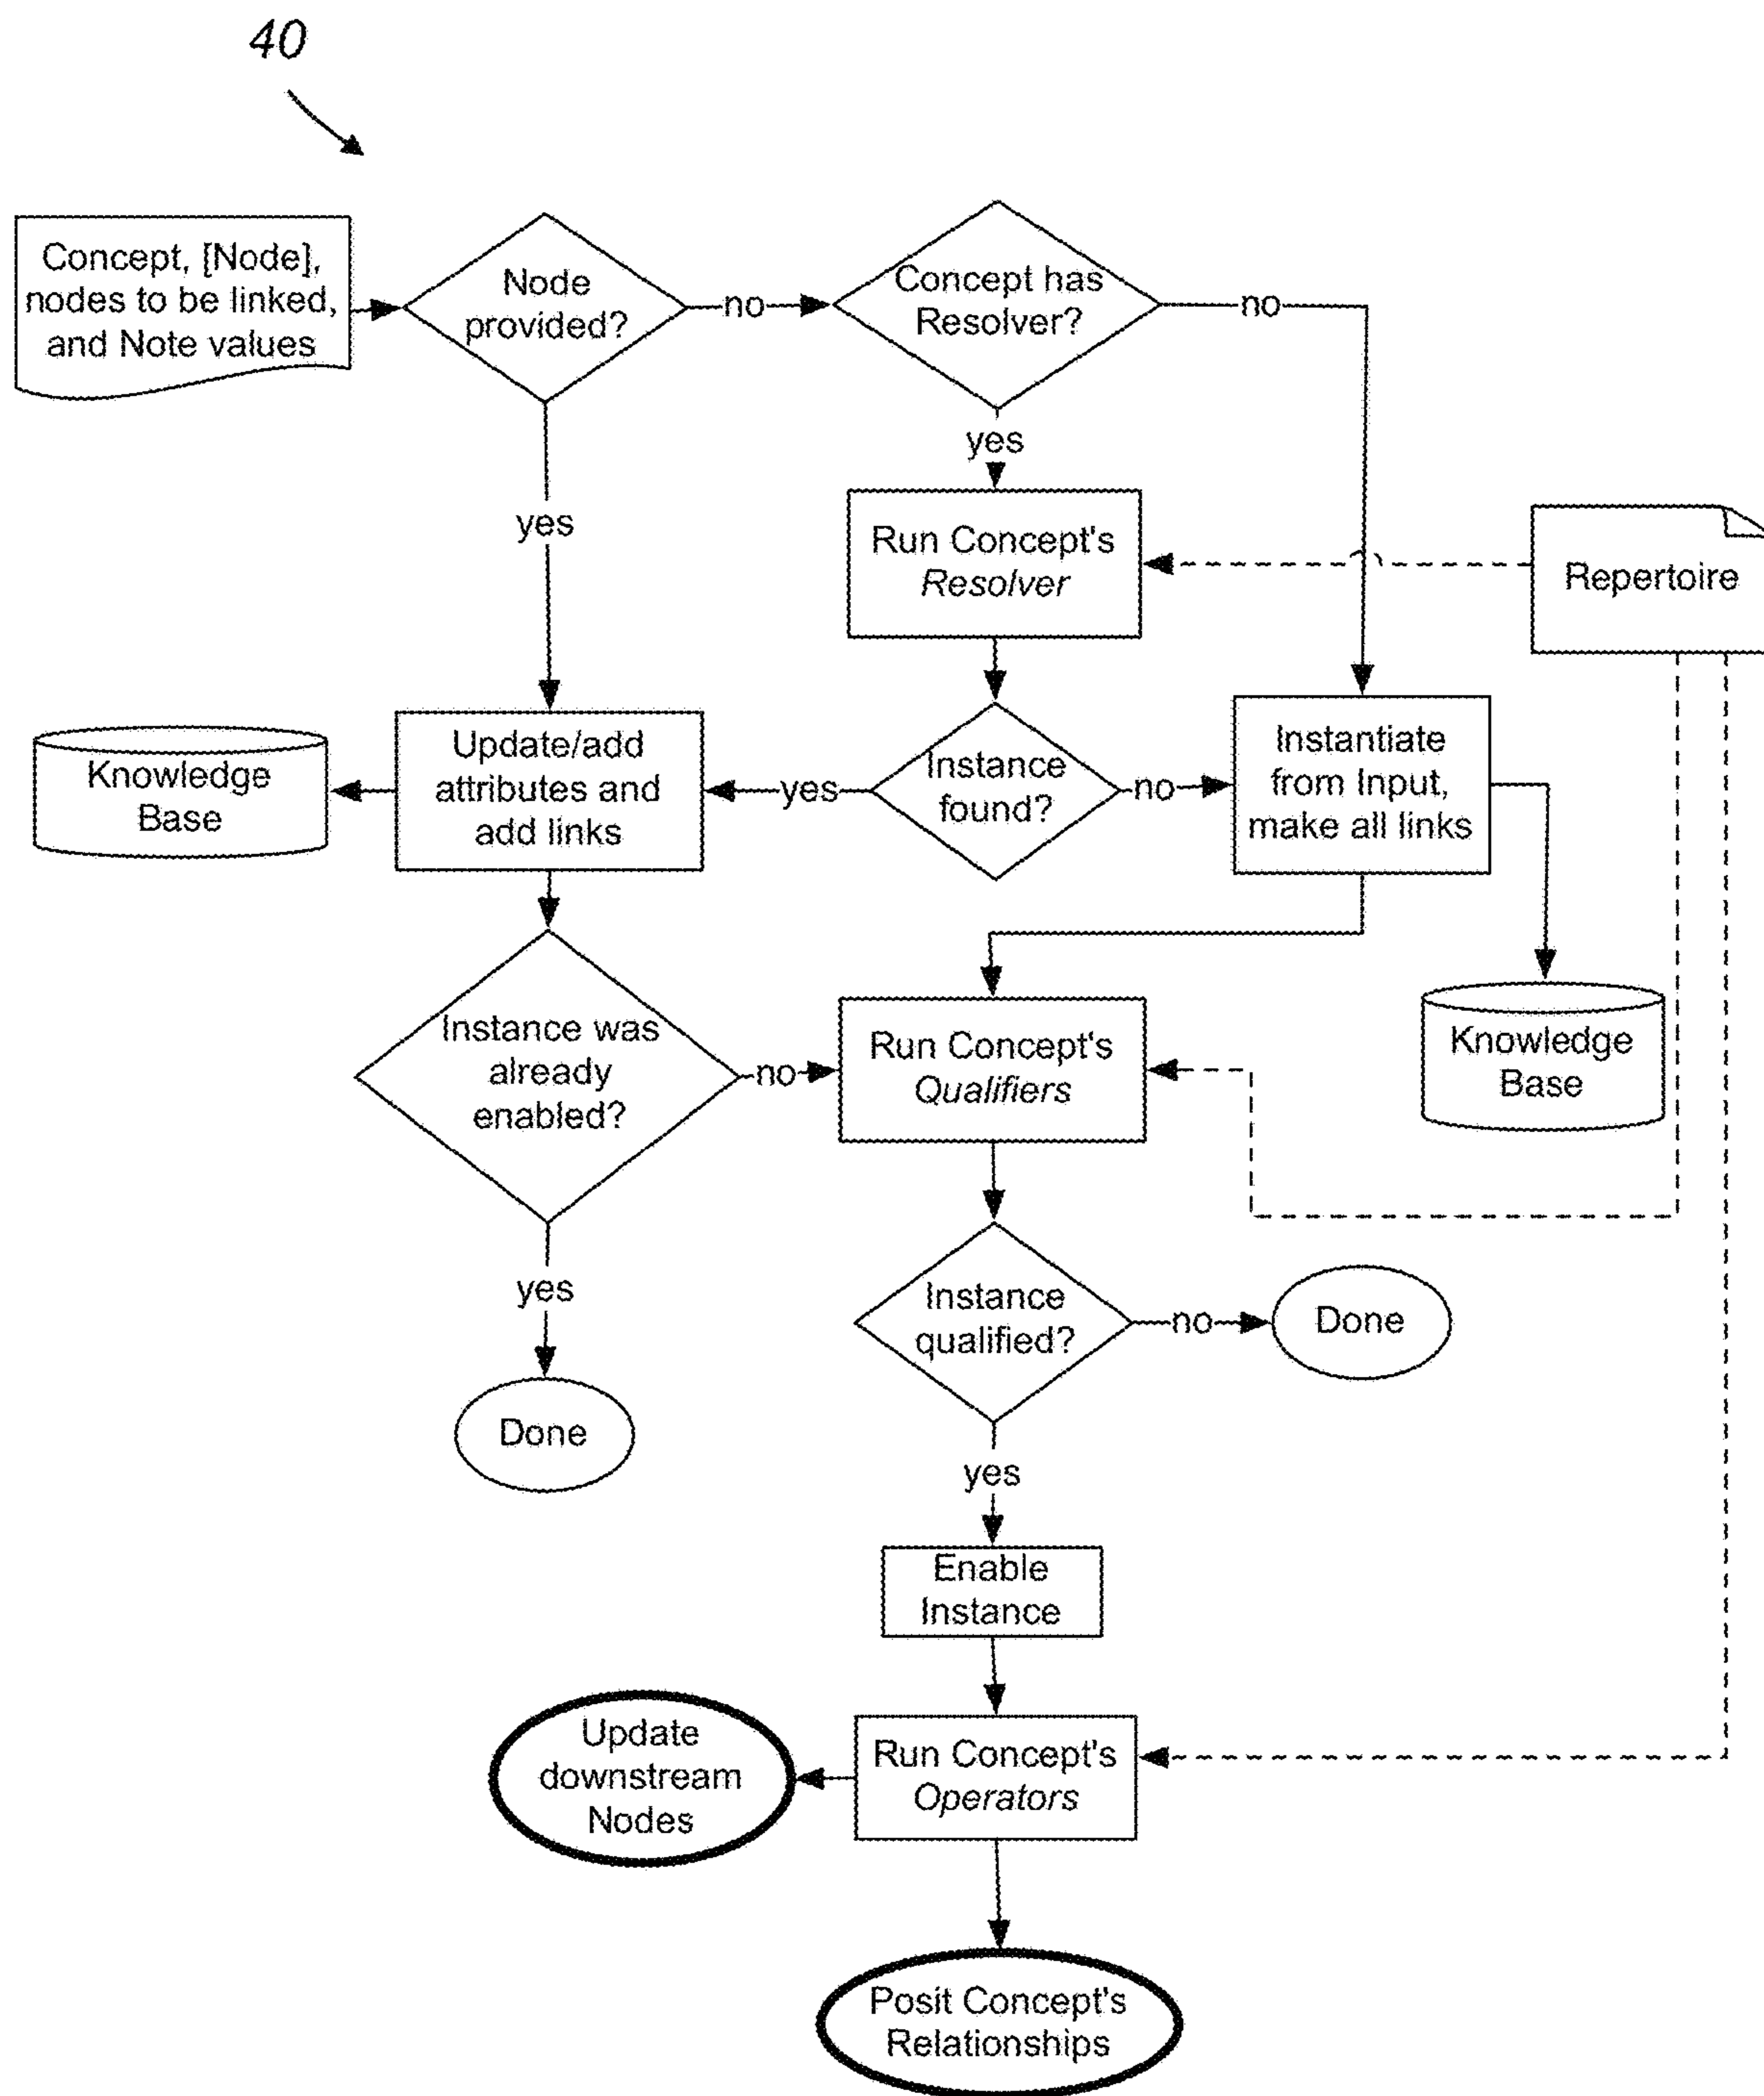 40
Concept, [Node],
nodes to be linked,
and Note values
Node
provided?
no
Concept has
Resolver?
no
yes
yes
Run Concept's
Resolver
Repertoire
Knowledge
Base
Update/add
attributes and
add links
yes
Instance
found?
no
Instantiate
from Input,
make all links
Instance was
already
enabled?
no
Run Concept's
Qualifiers
Knowledge
Base
yes
Done
Instance
qualified?
no
Done
yes
Enable
Instance
Update
downstream
Nodes
Run Concept's
Operators
Posit Concept's
Relationships